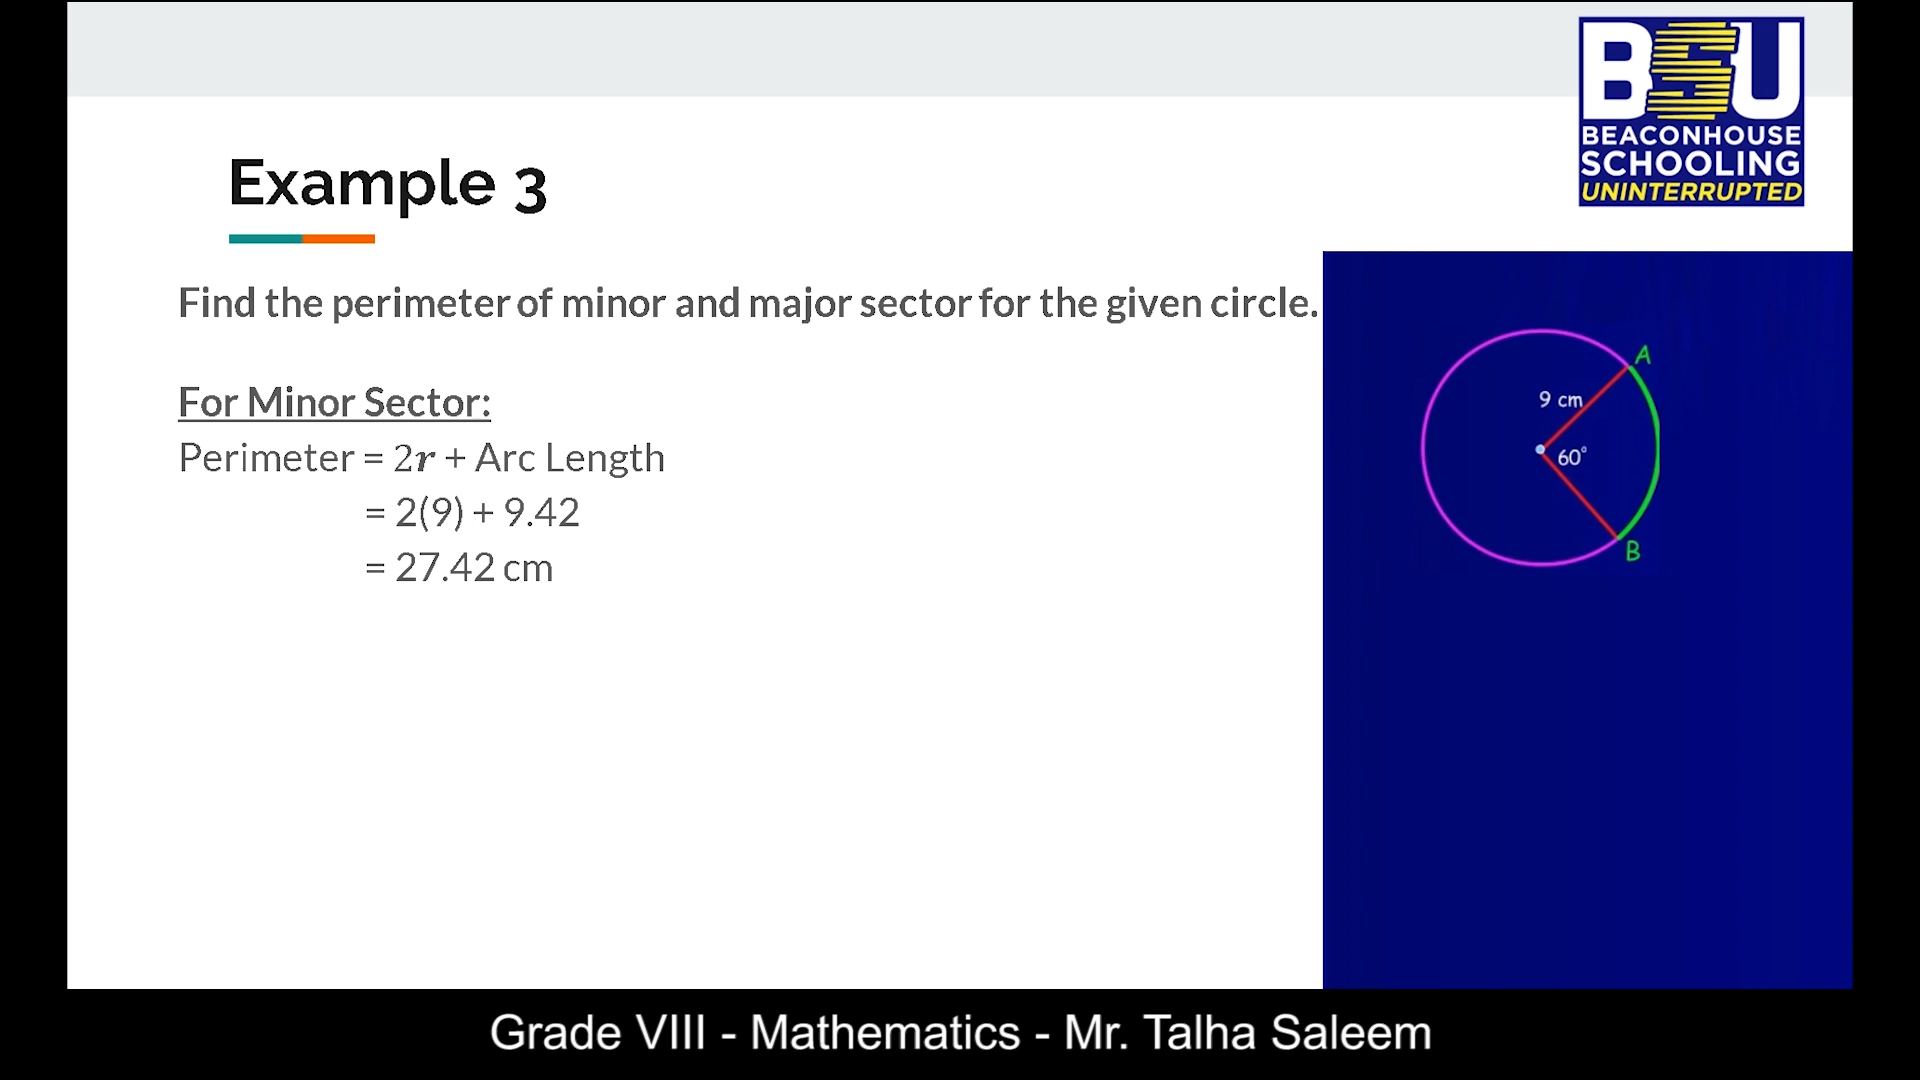 BSU
BEACONHOUSE
SCHOOLING
UNINTERRUPTED
Example 3
Find the perimeter of minor and major sector for the given circle.
For Minor Sector:
Perimeter = 2r + Arc Length
= 2(9) + 9.42
= 27.42 cm
A
9 cm
60°
B
Grade VIII - Mathematics - Mr. Talha Saleem